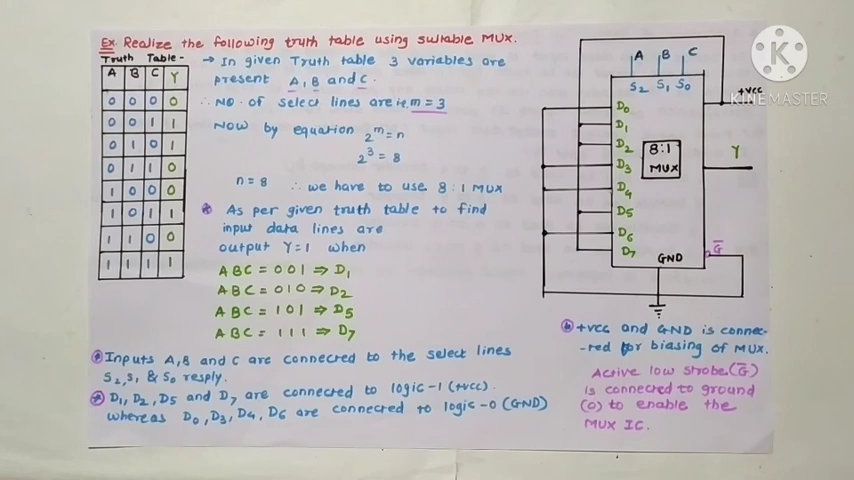 Ex. Realize the following truth table using suitable MUX.
Truth Table-
A B C Y
0 0 0 0
0 0 1 1
0 1 0 1
0 1 1 0
1 0 0 0
1 0 1 1
1 1 0 0
1 1 1 1
→ In given Truth table 3 variables are
present A, B and C.
∴ No. of select lines are i.e. m = 3
Now by equation 2^m = n
2^3 = 8
n = 8 ∴ we have to use 8:1 MUX
* As per given truth table to find
input data lines are
output Y=1 when
ABC = 001 ⇒ D1
ABC = 010 ⇒ D2
ABC = 101 ⇒ D5
ABC = 111 ⇒ D7
* Inputs A, B and C are connected to the select lines
S2, S1 & S0 resply.
* D1, D2, D5 and D7 are connected to logic-1 (+Vcc).
whereas D0, D3, D4, D6 are connected to logic-0 (GND)
A B C
S2 S1 S0
+Vcc
D0
D1
D2
D3
D4
D5
D6
D7
8:1
MUX
Y
G̅
GND
* +Vcc and GND is connec-
-red for biasing of MUX.
Active low strobe (G̅)
is connected to ground
(0) to enable the
MUX IC.
K
KINEMASTER